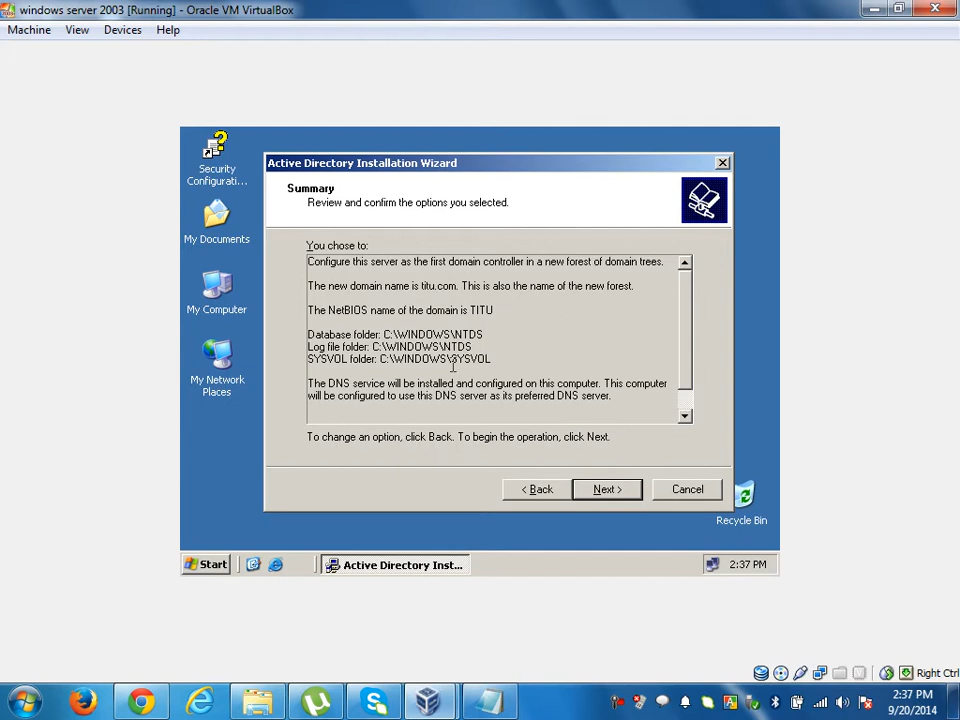 windows server 2003 [Running] - Oracle VM VirtualBox
Machine View Devices Help
Security
Configurati...
My Documents
My Computer
My Network
Places
Active Directory Installation Wizard
Summary
Review and confirm the options you selected.
You chose to:
Configure this server as the first domain controller in a new forest of domain trees.
The new domain name is titu.com. This is also the name of the new forest.
The NetBIOS name of the domain is TITU
Database folder: C:\WINDOWS\NTDS
Log file folder: C:\WINDOWS\NTDS
SYSVOL folder: C:\WINDOWS\SYSVOL
The DNS service will be installed and configured on this computer. This computer
will be configured to use this DNS server as its preferred DNS server.
To change an option, click Back. To begin the operation, click Next.
< Back Next > Cancel
Recycle Bin
Start Active Directory Inst... 2:37 PM
Right Ctrl
2:37 PM
9/20/2014